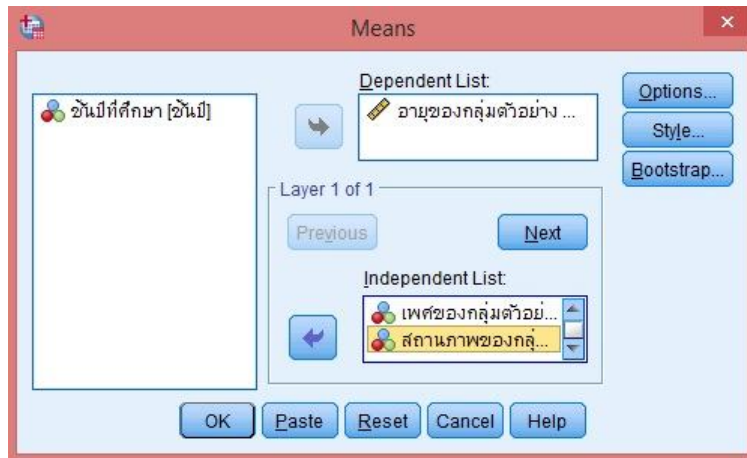 Means
ชั้นปีที่ศึกษา [ชั้นปี]
Dependent List:
อายุของกลุ่มตัวอย่าง ...
Options...
Style...
Bootstrap...
Layer 1 of 1
Previous
Next
Independent List:
เพศของกลุ่มตัวอย่...
สถานภาพของกลุ่...
OK
Paste
Reset
Cancel
Help